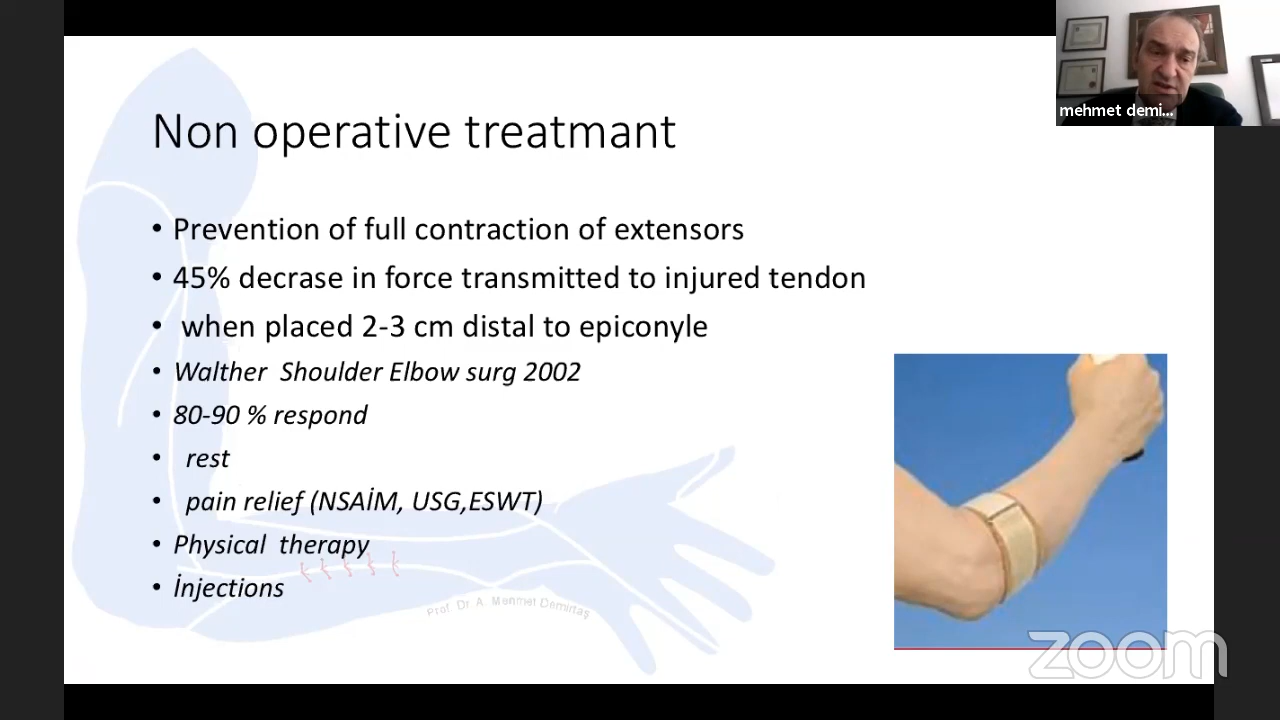 mehmet demi...
Non operative treatmant
• Prevention of full contraction of extensors
• 45% decrase in force transmitted to injured tendon
• when placed 2-3 cm distal to epiconyle
• Walther Shoulder Elbow surg 2002
• 80-90 % respond
• rest
• pain relief (NSAİM, USG,ESWT)
• Physical therapy
• İnjections
Prof. Dr. A. Mehmet Demirtaş
zoom